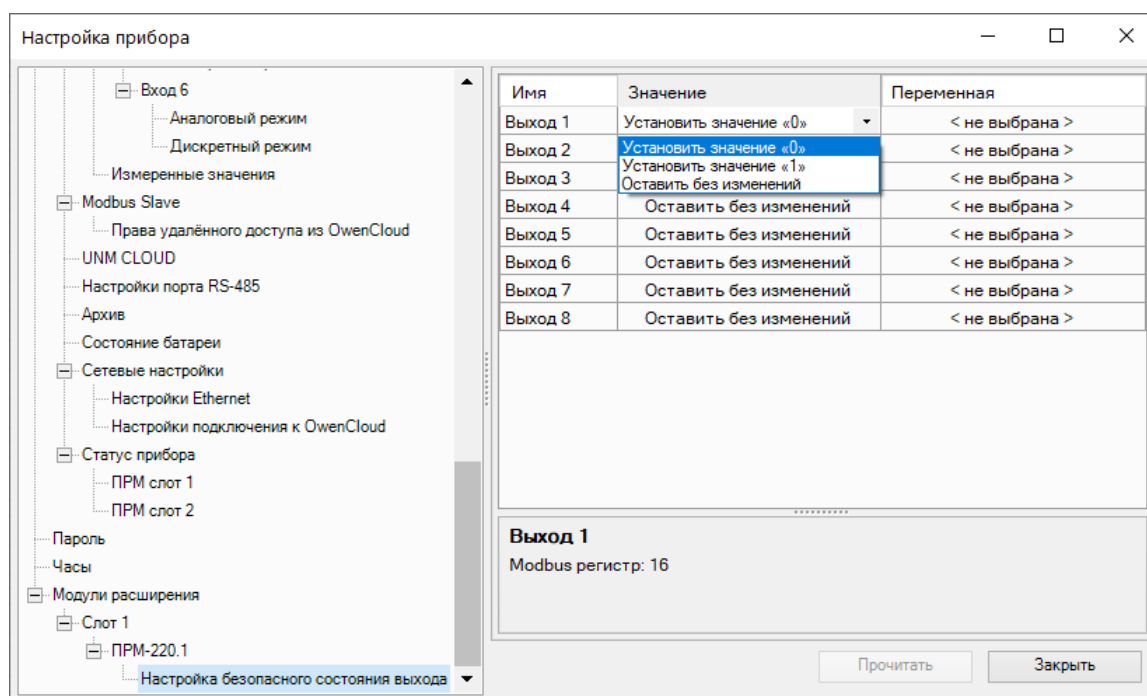 Настройка прибора
Вход 6
Аналоговый режим
Дискретный режим
Измеренные значения
Modbus Slave
Права удалённого доступа из OwenCloud
UNM CLOUD
Настройки порта RS-485
Архив
Состояние батареи
Сетевые настройки
Настройки Ethernet
Настройки подключения к OwenCloud
Статус прибора
ПРМ слот 1
ПРМ слот 2
Пароль
Часы
Модули расширения
Слот 1
ПРМ-220.1
Настройка безопасного состояния выхода
Имя Значение Переменная
Выход 1 Установить значение «0» < не выбрана >
Выход 2 Установить значение «0» < не выбрана >
Установить значение «1»
Выход 3 Оставить без изменений < не выбрана >
Выход 4 Оставить без изменений < не выбрана >
Выход 5 Оставить без изменений < не выбрана >
Выход 6 Оставить без изменений < не выбрана >
Выход 7 Оставить без изменений < не выбрана >
Выход 8 Оставить без изменений < не выбрана >
Выход 1
Modbus регистр: 16
Прочитать Закрыть